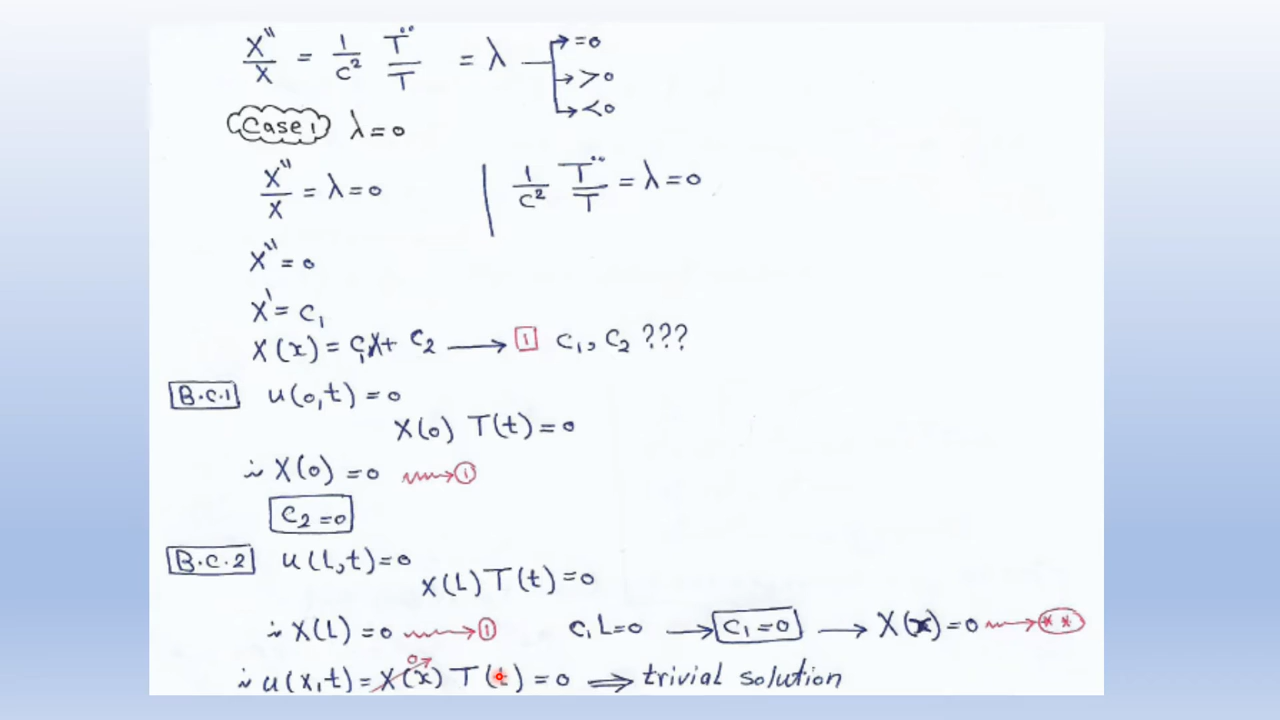 X'' / X = 1/c² T̈ / T = λ → =0
→ >0
→ <0
Case 1 λ=0
X''/X = λ = 0 | 1/c² T̈/T = λ = 0
X'' = 0
X' = C₁
X(x) = C₁X + C₂ → 1 C₁, C₂ ???
B.C.1 u(0,t) = 0
X(0) T(t) = 0
∴ X(0) = 0 → 1
C₂ = 0
B.C.2 u(L,t) = 0
X(L) T(t) = 0
∴ X(L) = 0 → 1 C₁ L = 0 → C₁ = 0 → X(x) = 0 → **
∴ u(x,t) = X(x)⁰ T(t) = 0 ⇒ trivial solution